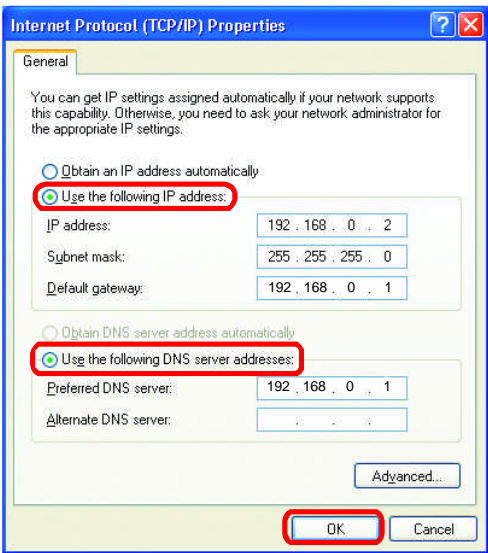 Internet Protocol (TCP/IP) Properties
General
You can get IP settings assigned automatically if your network supports
this capability. Otherwise, you need to ask your network administrator for
the appropriate IP settings.
Obtain an IP address automatically
Use the following IP address:
IP address: 192 . 168 . 0 . 2
Subnet mask: 255 . 255 . 255 . 0
Default gateway: 192 . 168 . 0 . 1
Obtain DNS server address automatically
Use the following DNS server addresses:
Preferred DNS server: 192 . 168 . 0 . 1
Alternate DNS server: . . .
Advanced...
OK Cancel